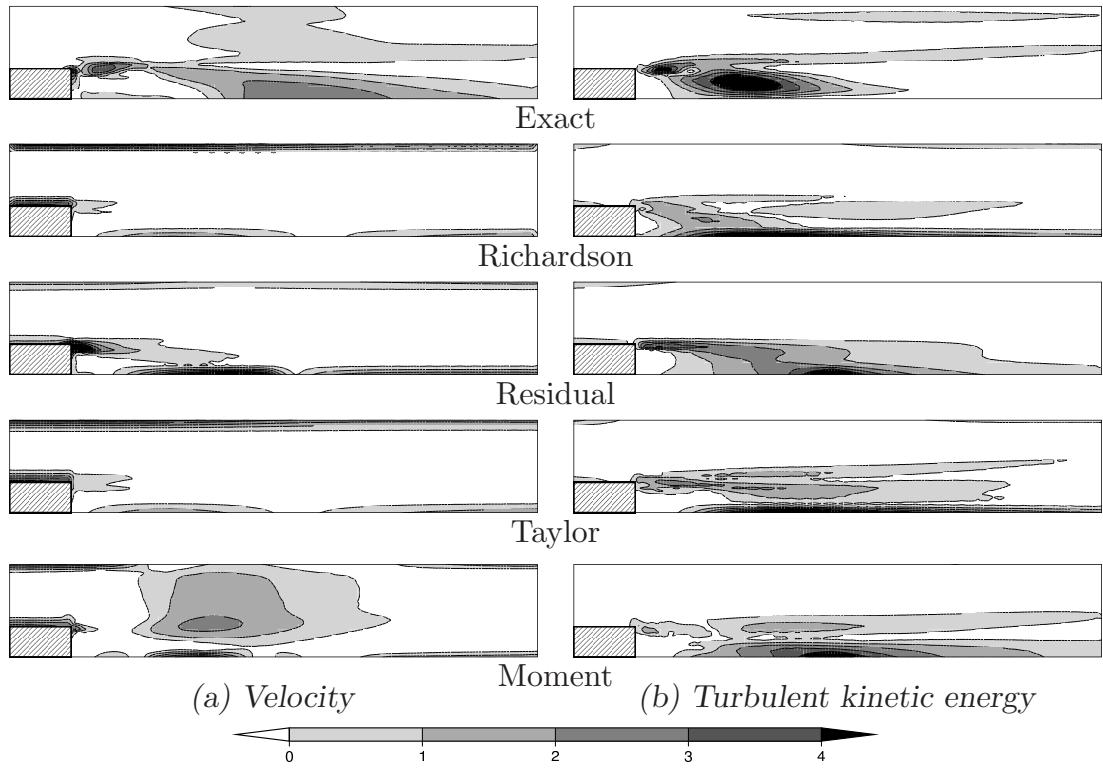 Exact
Richardson
Residual
Taylor
Moment
(a) Velocity
(b) Turbulent kinetic energy
0 1 2 3 4